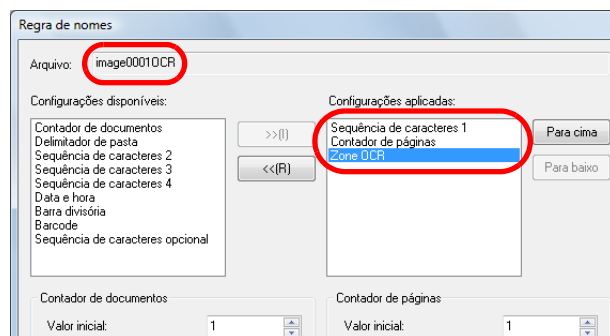 Regra de nomes
Arquivo: image0001OCR
Configurações disponíveis:
Configurações aplicadas:
Contador de documentos
Delimitador de pasta
Sequência de caracteres 2
Sequência de caracteres 3
Sequência de caracteres 4
Data e hora
Barra divisória
Barcode
Sequência de caracteres opcional
>>(I)
<<(R)
Sequência de caracteres 1
Contador de páginas
Zone OCR
Para cima
Para baixo
Contador de documentos
Valor inicial: 1
Contador de páginas
Valor inicial: 1